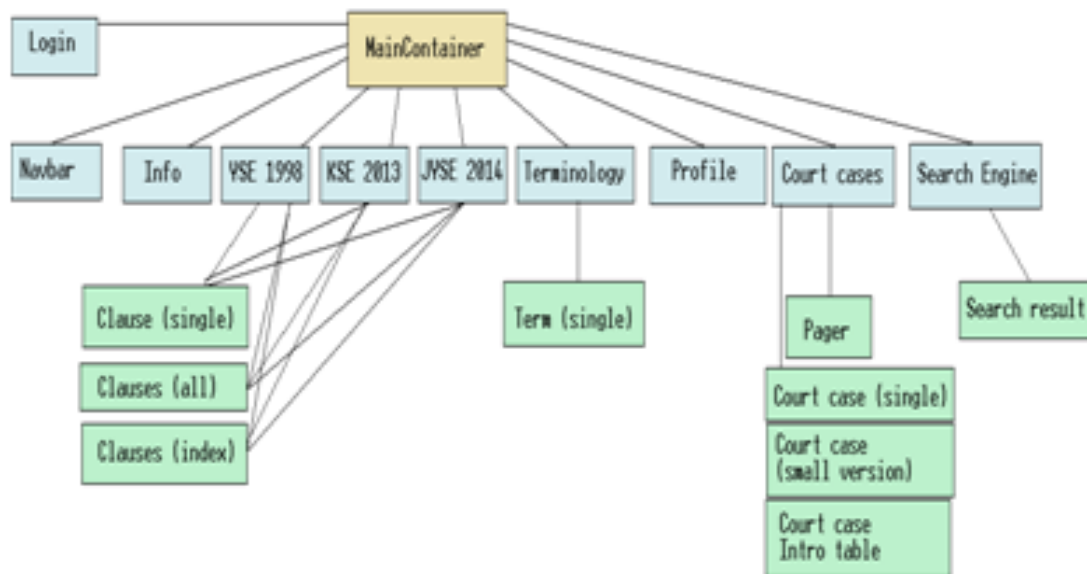 Login
MainContainer
Navbar
Info
YSE 1998
KSE 2013
JYSE 2014
Terminology
Profile
Court cases
Search Engine
Clause (single)
Term (single)
Search result
Pager
Clauses (all)
Court case (single)
Clauses (index)
Court case
(small version)
Court case
Intro table